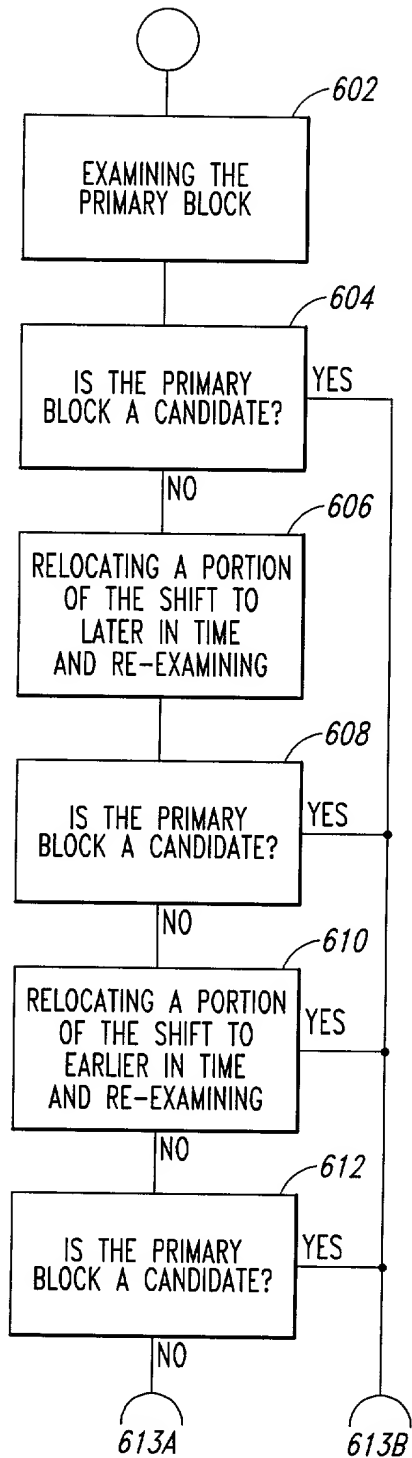 602
EXAMINING THE
PRIMARY BLOCK
604
IS THE PRIMARY
BLOCK A CANDIDATE?
YES
NO
606
RELOCATING A PORTION
OF THE SHIFT TO
LATER IN TIME
AND RE-EXAMINING
608
IS THE PRIMARY
BLOCK A CANDIDATE?
YES
NO
610
RELOCATING A PORTION
OF THE SHIFT TO
EARLIER IN TIME
AND RE-EXAMINING
YES
NO
612
IS THE PRIMARY
BLOCK A CANDIDATE?
YES
NO
613A
613B